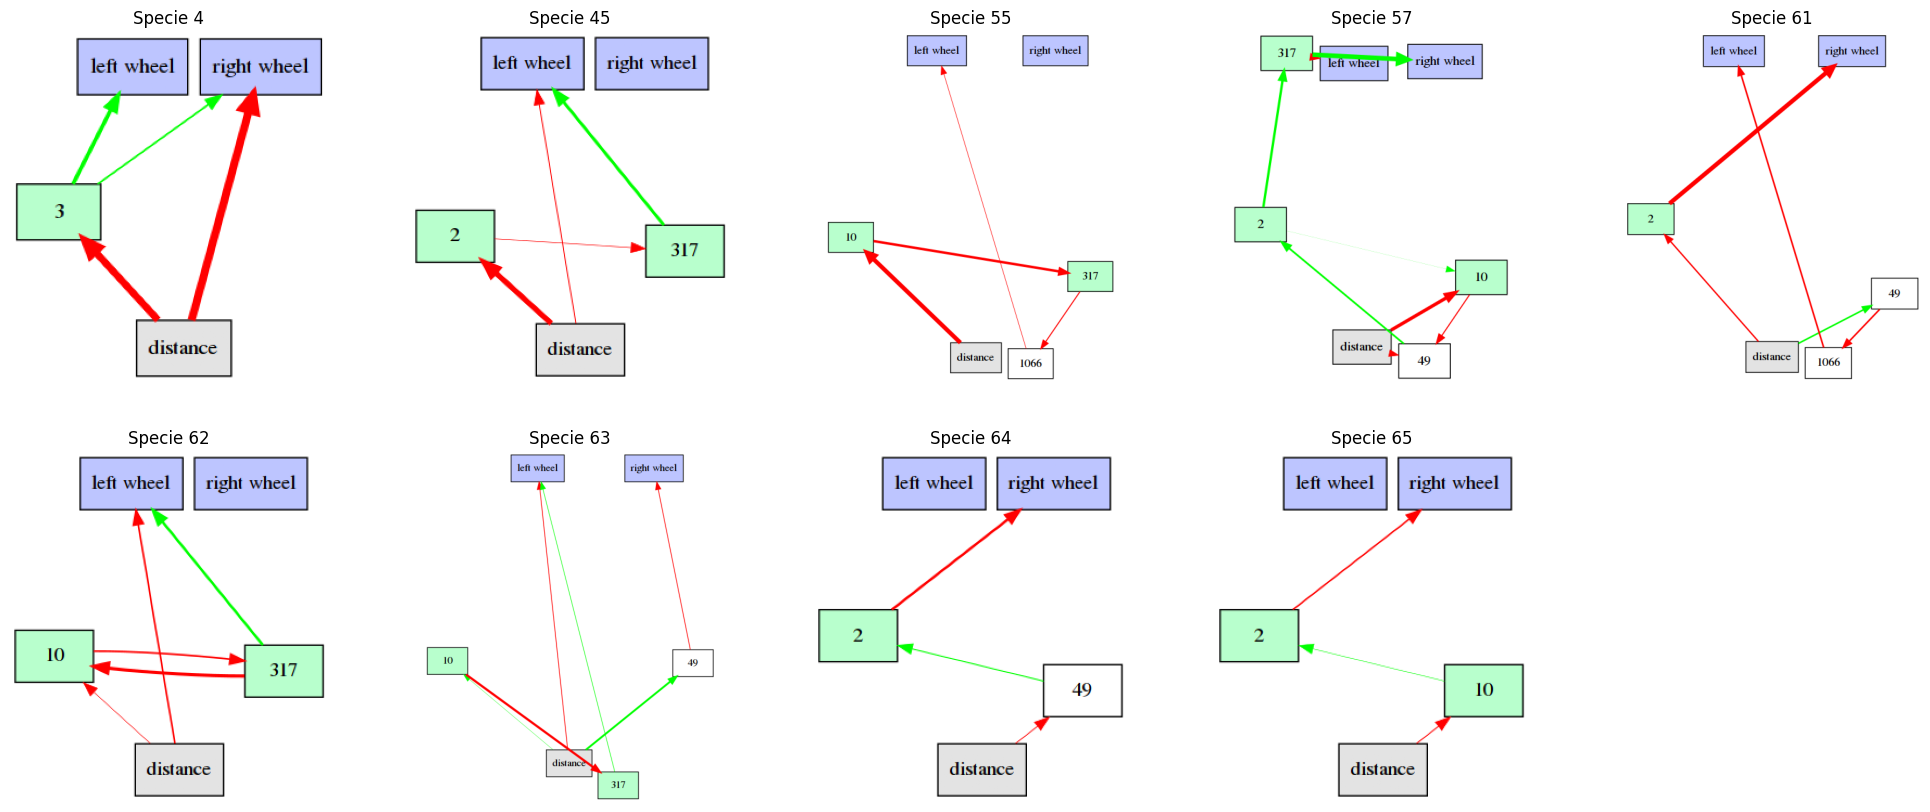 Specie 4
left wheel
right wheel
3
distance
Specie 45
left wheel
right wheel
2
317
distance
Specie 55
left wheel
right wheel
10
317
distance
1066
Specie 57
317
left wheel
right wheel
2
10
distance
49
Specie 61
left wheel
right wheel
2
49
distance
1066
Specie 62
left wheel
right wheel
10
317
distance
Specie 63
left wheel
right wheel
10
49
distance
317
Specie 64
left wheel
right wheel
2
49
distance
Specie 65
left wheel
right wheel
2
10
distance